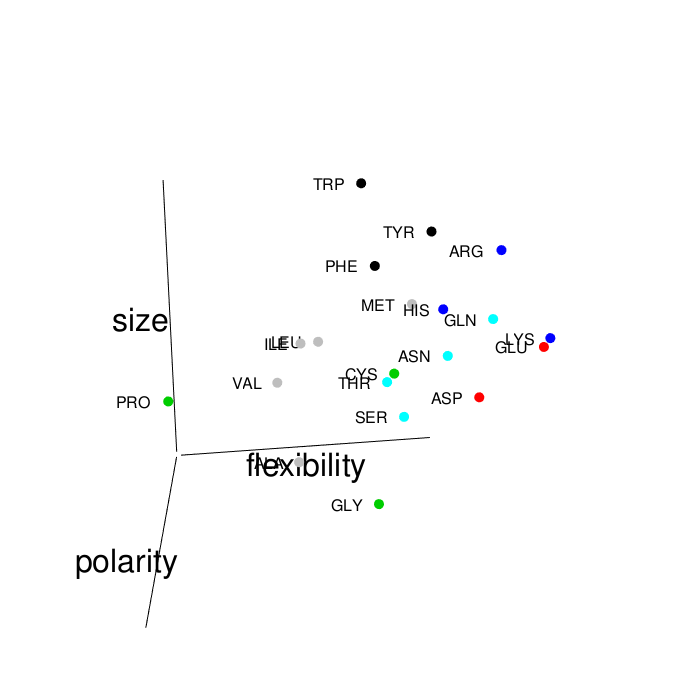 TRP
TYR
ARG
PHE
MET
HIS
GLN
size
LYS
GLU
ILE
LEU
ASN
CYS
THR
VAL
PRO
ASP
SER
ALA
flexibility
GLY
polarity